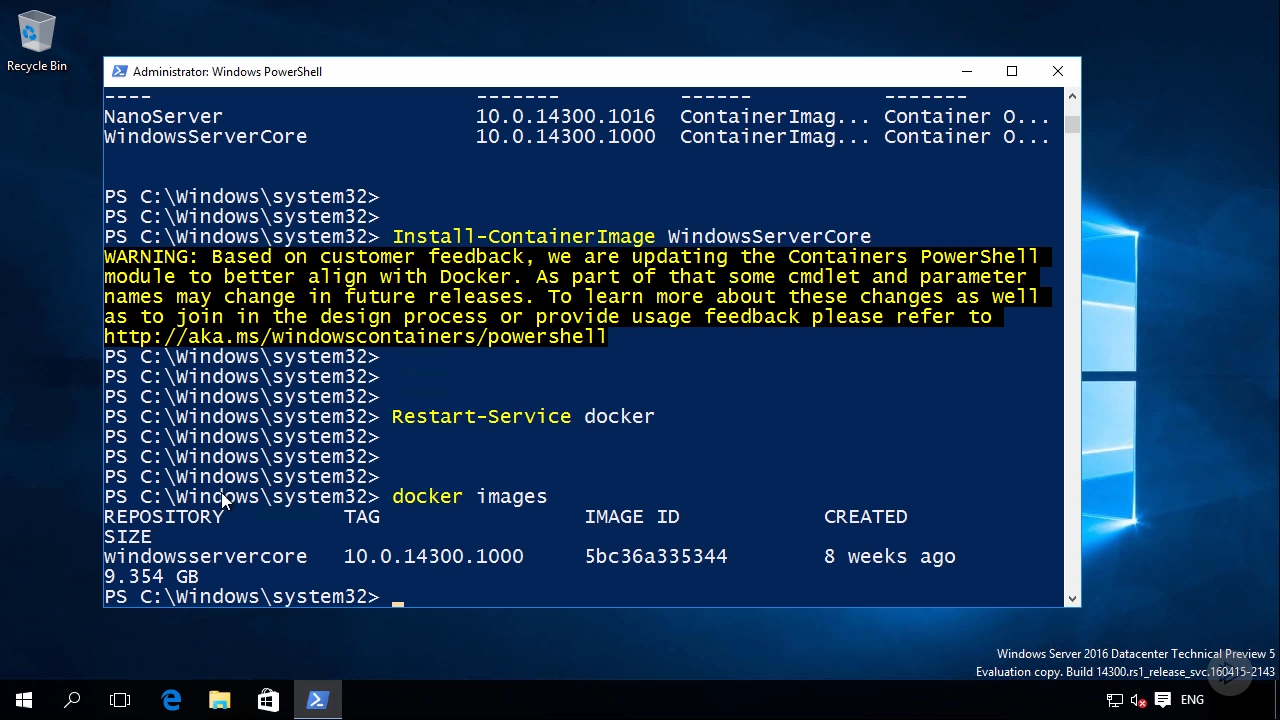 Recycle Bin
Administrator: Windows PowerShell
---- ------- ------ -------
NanoServer 10.0.14300.1016 ContainerImag... Container O...
WindowsServerCore 10.0.14300.1000 ContainerImag... Container O...
PS C:\Windows\system32>
PS C:\Windows\system32>
PS C:\Windows\system32> Install-ContainerImage WindowsServerCore
WARNING: Based on customer feedback, we are updating the Containers PowerShell
module to better align with Docker. As part of that some cmdlet and parameter
names may change in future releases. To learn more about these changes as well
as to join in the design process or provide usage feedback please refer to
http://aka.ms/windowscontainers/powershell
PS C:\Windows\system32>
PS C:\Windows\system32>
PS C:\Windows\system32>
PS C:\Windows\system32> Restart-Service docker
PS C:\Windows\system32>
PS C:\Windows\system32>
PS C:\Windows\system32>
PS C:\Windows\system32> docker images
REPOSITORY TAG IMAGE ID CREATED
SIZE
windowsservercore 10.0.14300.1000 5bc36a335344 8 weeks ago
9.354 GB
PS C:\Windows\system32>
Windows Server 2016 Datacenter Technical Preview 5
Evaluation copy. Build 14300.rs1_release_svc.160415-2143
ENG